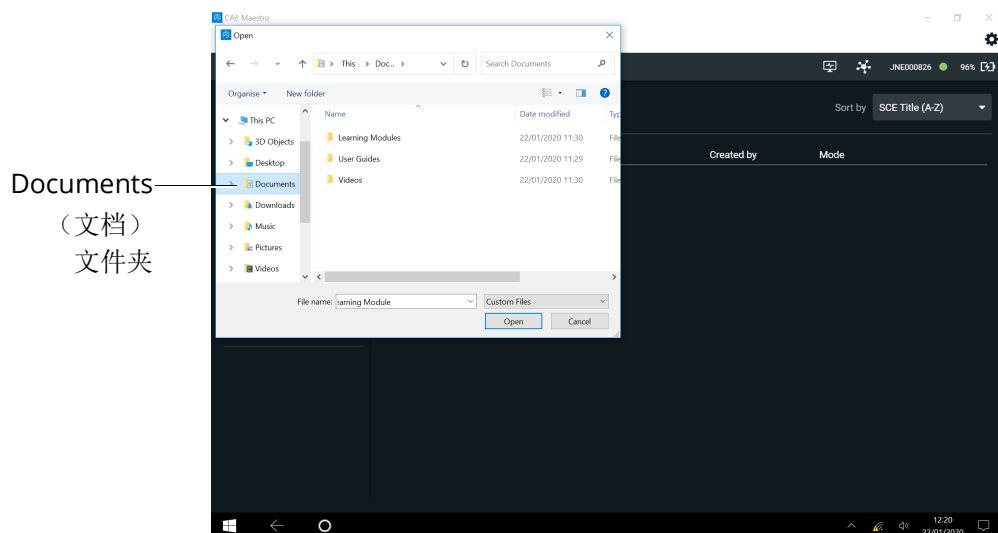 CAE Maestro
Open
This > Doc... >
Search Documents
JNE000826
96%
Organise
New folder
Sort by
SCE Title (A-Z)
Name
Date modified
Typ
This PC
3D Objects
Desktop
Documents
Downloads
Music
Pictures
Videos
Learning Modules
22/01/2020 11:30
File
User Guides
22/01/2020 11:29
File
Videos
22/01/2020 11:30
File
Created by
Mode
Documents
（文档）
文件夹
File name:
earning Module
Custom Files
Open
Cancel
12:20
22/01/2020